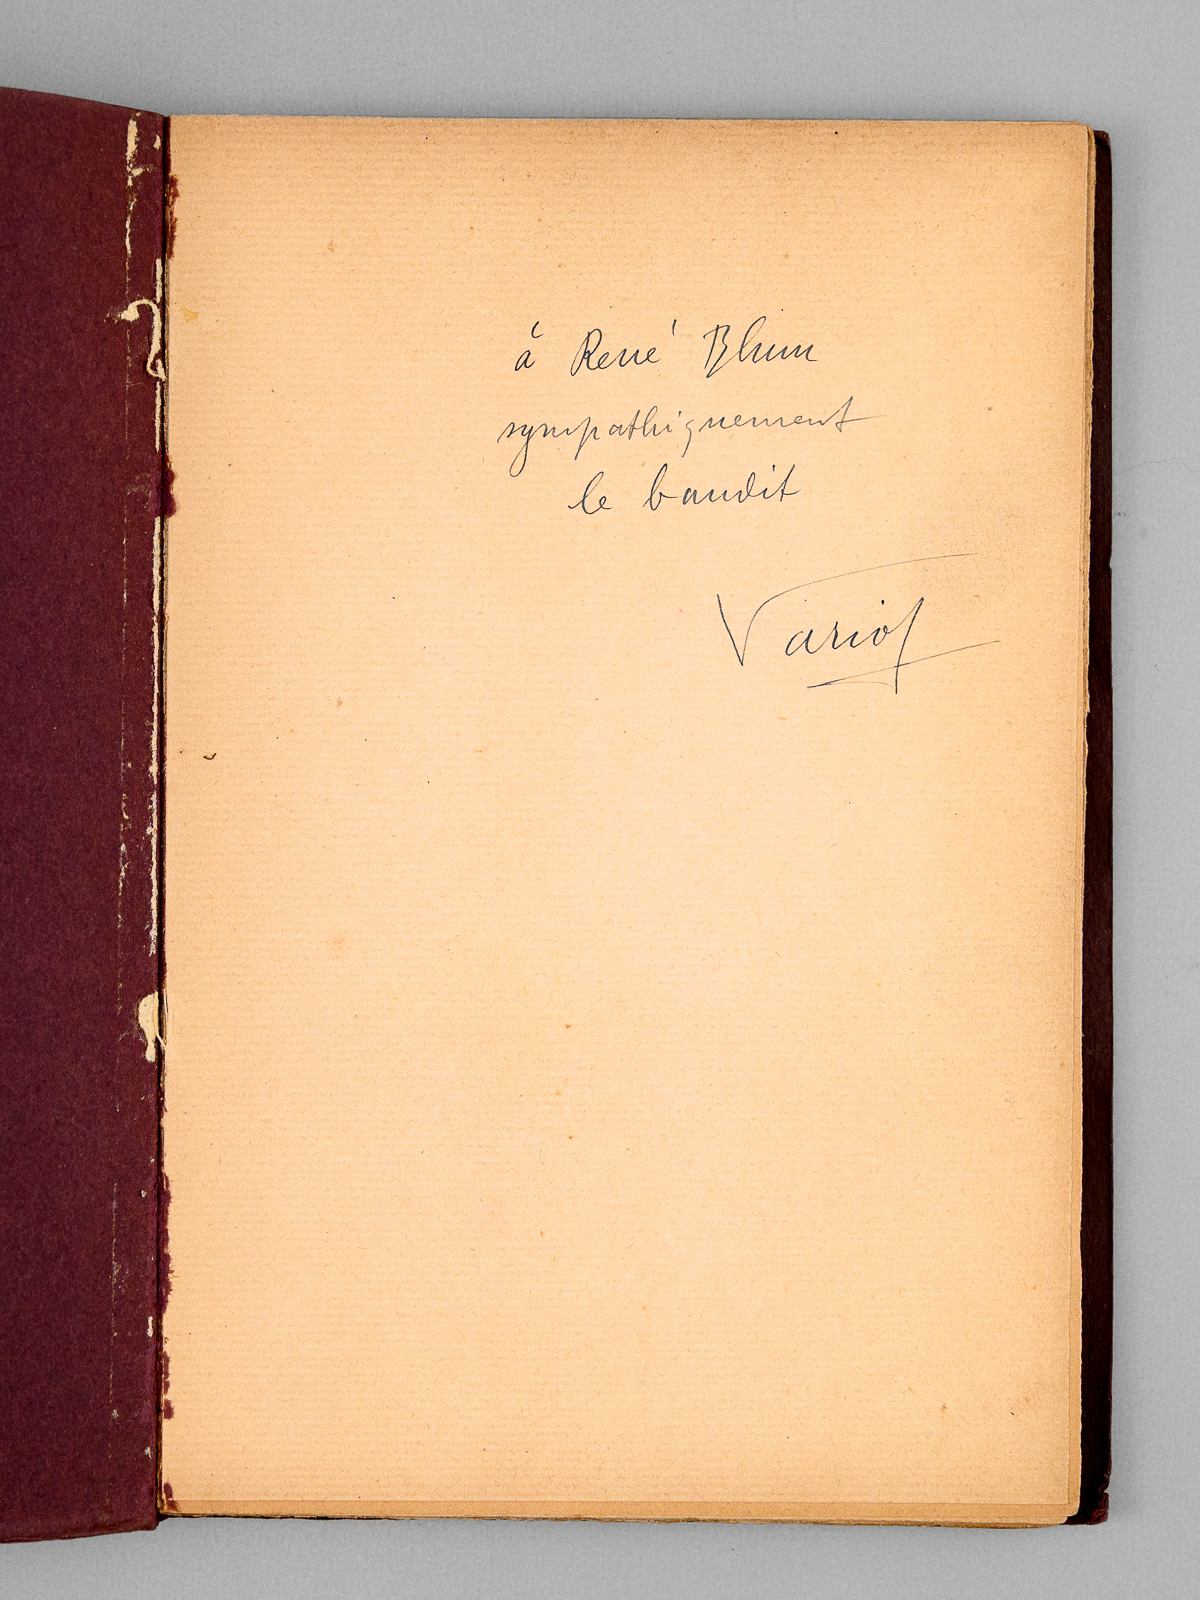 à René Blum
sympathiquement
le bandit
Variot